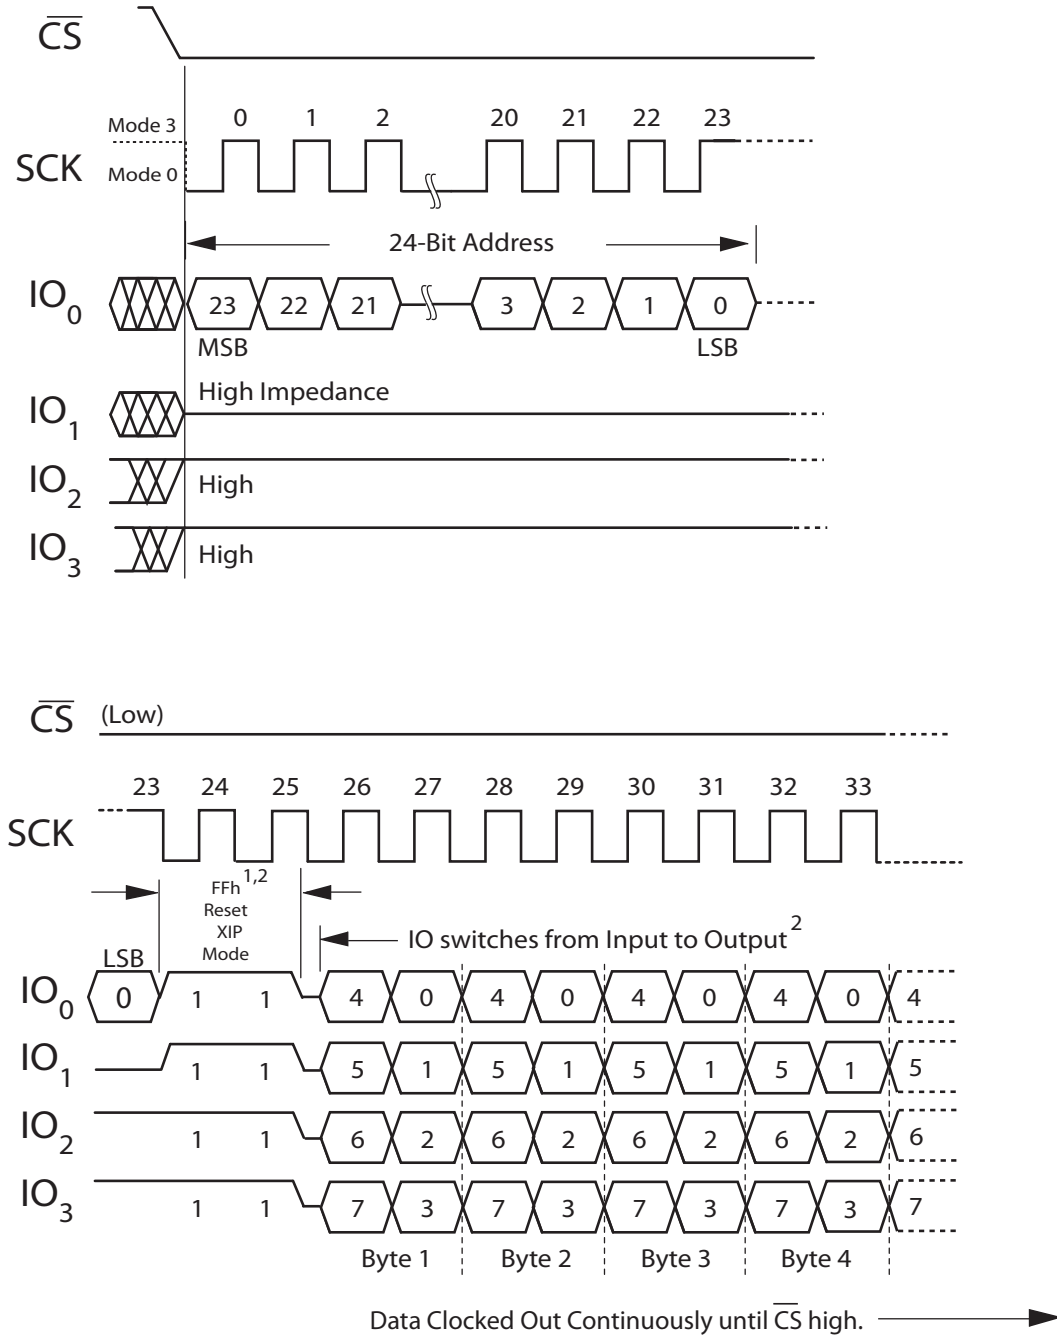 CS
0 1 2 20 21 22 23
Mode 3
SCK Mode 0
24-Bit Address
IO0 23 22 21 3 2 1 0
MSB LSB
High Impedance
IO1
IO2 High
IO3 High
CS (Low)
23 24 25 26 27 28 29 30 31 32 33
SCK
FFh 1,2
Reset
XIP
Mode
IO switches from Input to Output 2
LSB
IO0 0 1 1 4 0 4 0 4 0 4 0 4
IO1 1 1 5 1 5 1 5 1 5 1 5
IO2 1 1 6 2 6 2 6 2 6 2 6
IO3 1 1 7 3 7 3 7 3 7 3 7
Byte 1 Byte 2 Byte 3 Byte 4
Data Clocked Out Continuously until CS high.